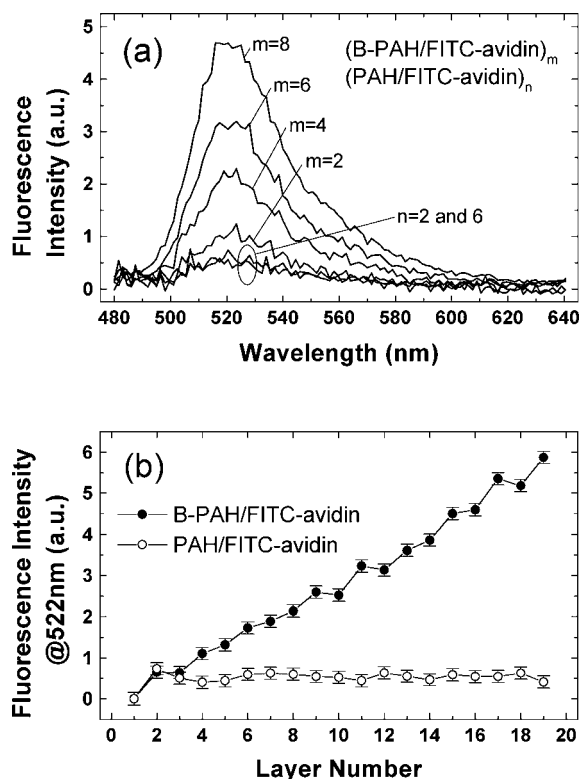 (a)
(B-PAH/FITC-avidin)m
(PAH/FITC-avidin)n
m=8
m=6
m=4
m=2
n=2 and 6
Fluorescence
Intensity (a.u.)
5
4
3
2
1
0
480 500 520 540 560 580 600 620 640
Wavelength (nm)
(b)
B-PAH/FITC-avidin
PAH/FITC-avidin
Fluorescence Intensity
@522nm (a.u.)
6
5
4
3
2
1
0
0 2 4 6 8 10 12 14 16 18 20
Layer Number